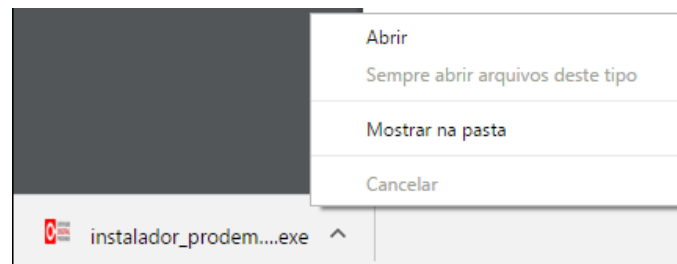 Abrir
Sempre abrir arquivos deste tipo
Mostrar na pasta
Cancelar
instalador_prodem....exe